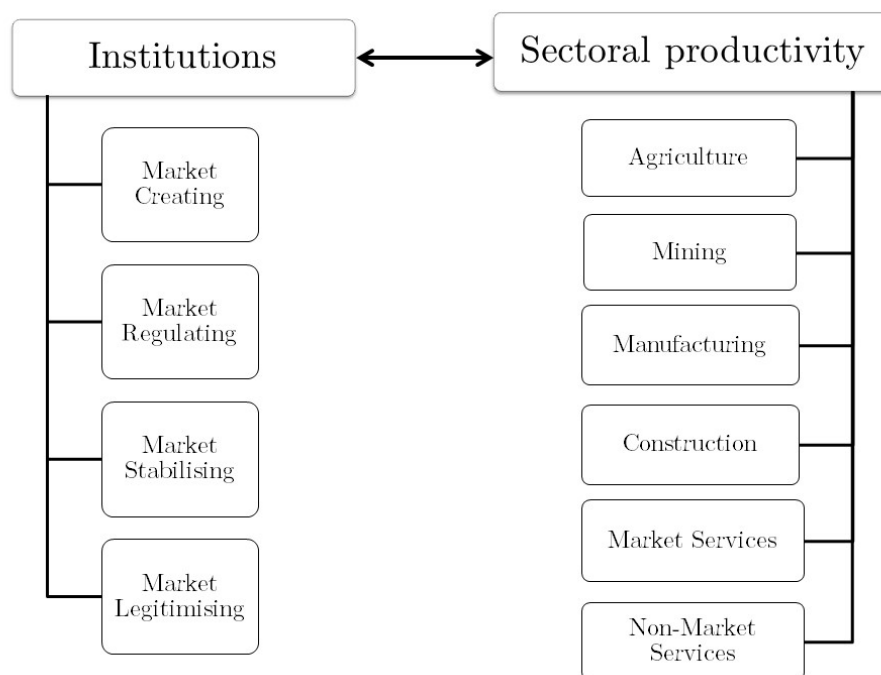 Institutions
Sectoral productivity
Market
Creating
Market
Regulating
Market
Stabilising
Market
Legitimising
Agriculture
Mining
Manufacturing
Construction
Market Services
Non-Market
Services